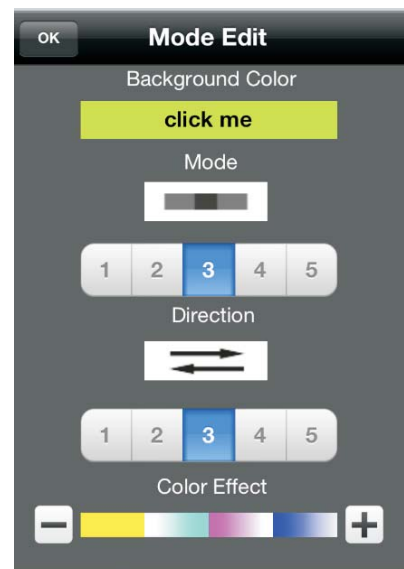 OK Mode Edit
Background Color
click me
Mode
1 2 3 4 5
Direction
1 2 3 4 5
Color Effect
− +